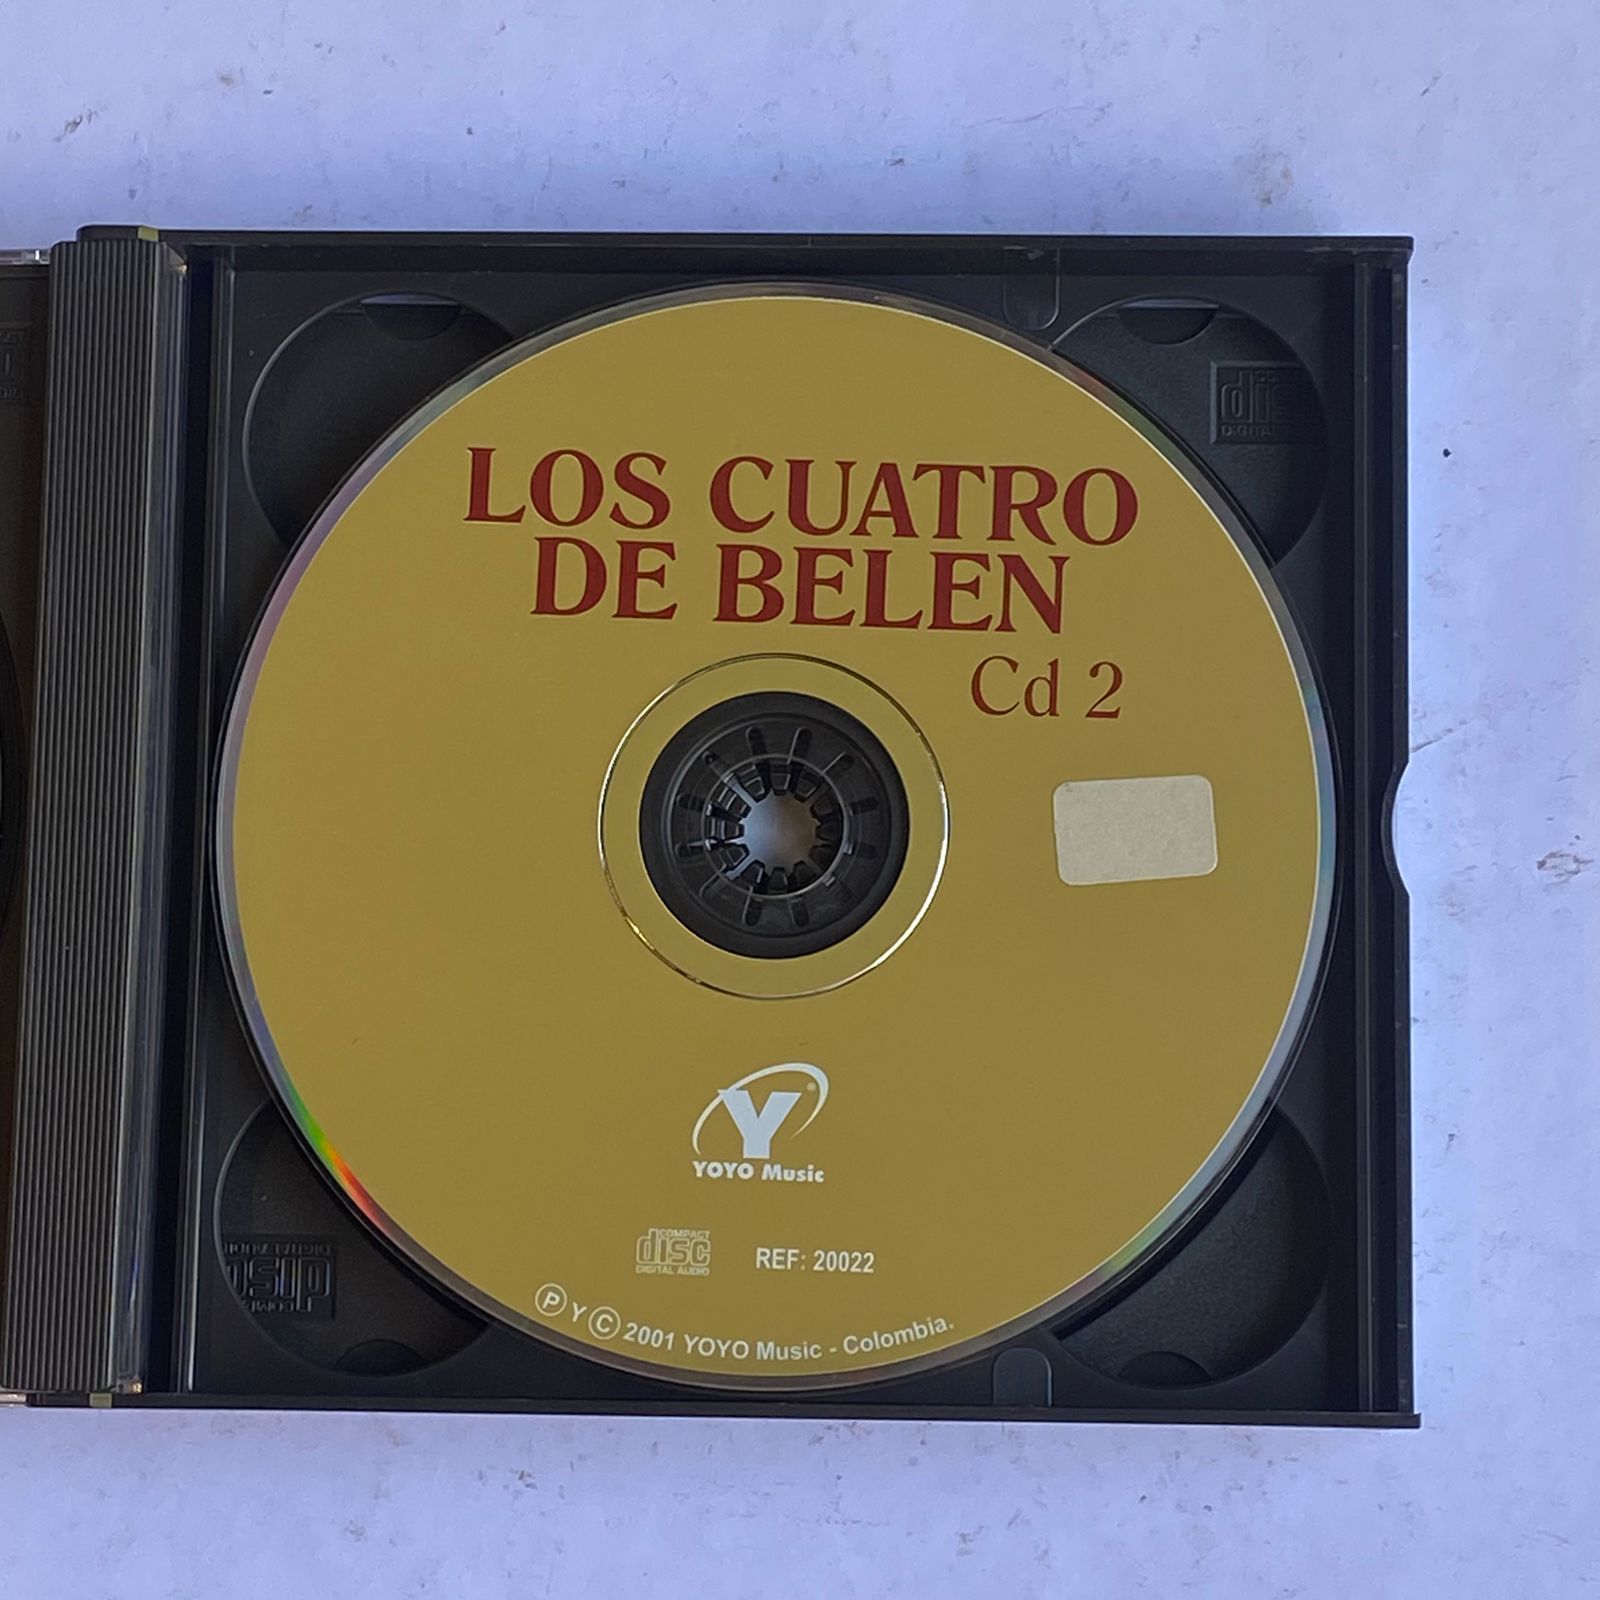 LOS CUATRO
DE BELEN
Cd 2
Y
YOYO Music
COMPACT
disc
DIGITAL AUDIO
REF: 20022
Ⓟ Y © 2001 YOYO Music - Colombia.